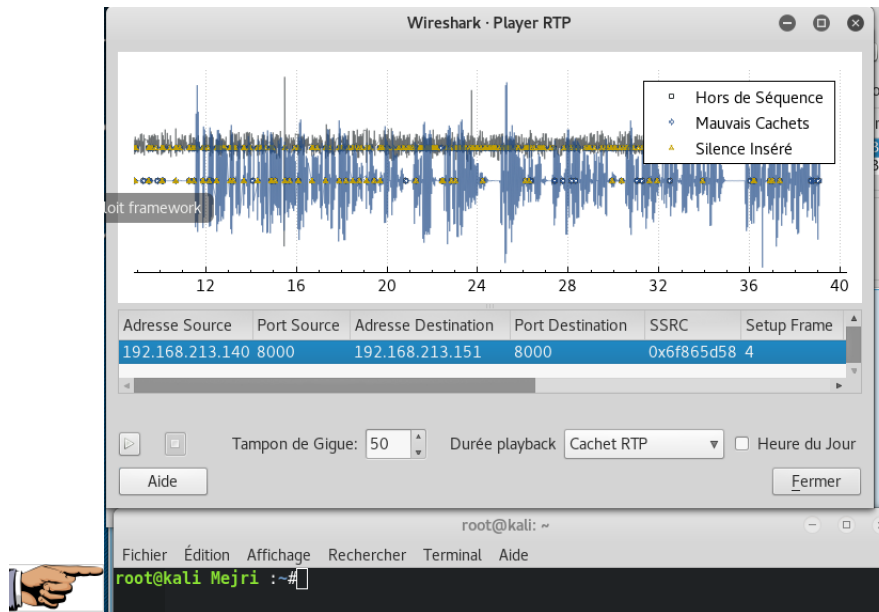 Wireshark · Player RTP
Hors de Séquence
Mauvais Cachets
Silence Inséré
oit framework
12 16 20 24 28 32 36 40
Adresse Source Port Source Adresse Destination Port Destination SSRC Setup Frame
192.168.213.140 8000 192.168.213.151 8000 0x6f865d58 4
Tampon de Gigue: 50 Durée playback Cachet RTP Heure du Jour
Aide Fermer
root@kali: ~
Fichier Édition Affichage Rechercher Terminal Aide
root@kali Mejri :~#